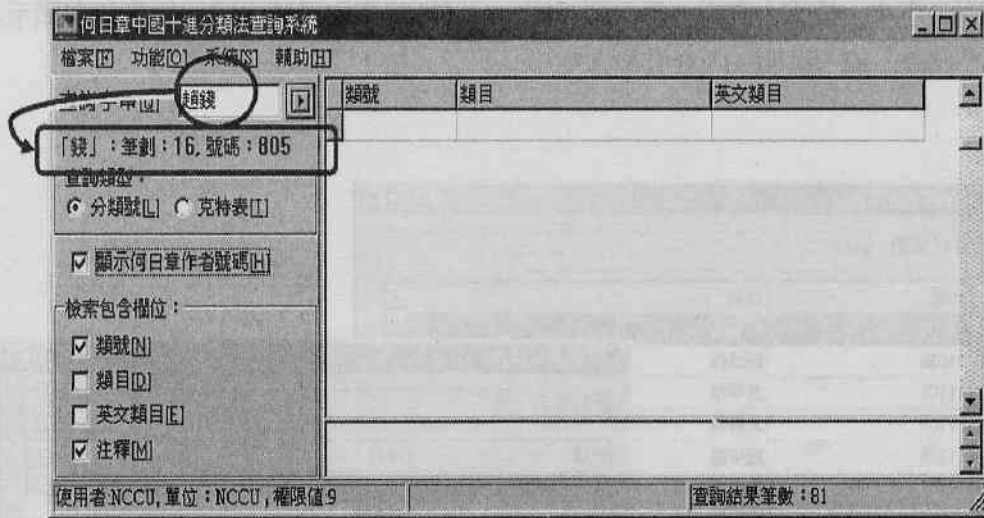 何日章中國十進分類法查詢系統
檔案[F] 功能[O] 系統[S] 輔助[H]
查詢字串[W] 趙錢
類號 類目 英文類目
「錢」:筆劃:16, 號碼:805
查詢類型:
分類號[L] 克特表[T]
顯示何日章作者號碼[H]
檢索包含欄位:
類號[N]
類目[D]
英文類目[E]
注釋[M]
使用者:NCCU, 單位:NCCU, 權限值:9 查詢結果筆數:81